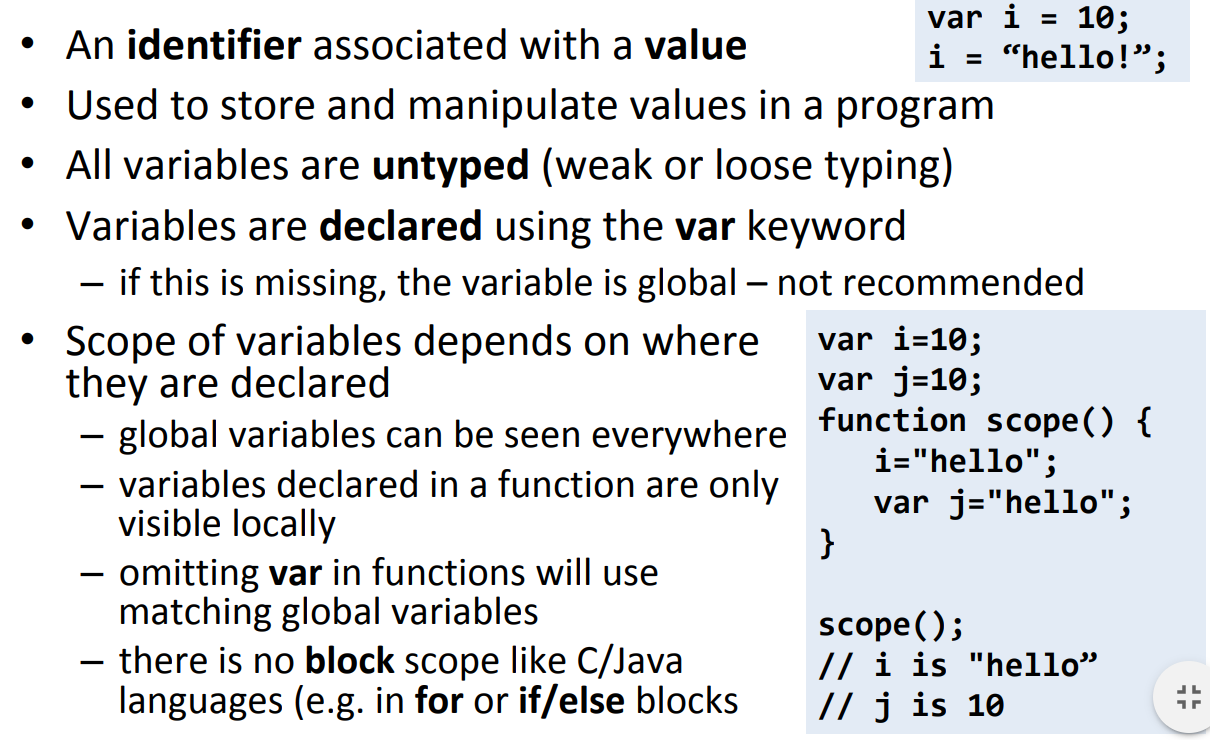 var i = 10;
i = “hello!”;
• An identifier associated with a value
• Used to store and manipulate values in a program
• All variables are untyped (weak or loose typing)
• Variables are declared using the var keyword
– if this is missing, the variable is global – not recommended
• Scope of variables depends on where
they are declared
– global variables can be seen everywhere
– variables declared in a function are only
visible locally
– omitting var in functions will use
matching global variables
– there is no block scope like C/Java
languages (e.g. in for or if/else blocks
var i=10;
var j=10;
function scope() {
i="hello";
var j="hello";
}
scope();
// i is "hello”
// j is 10